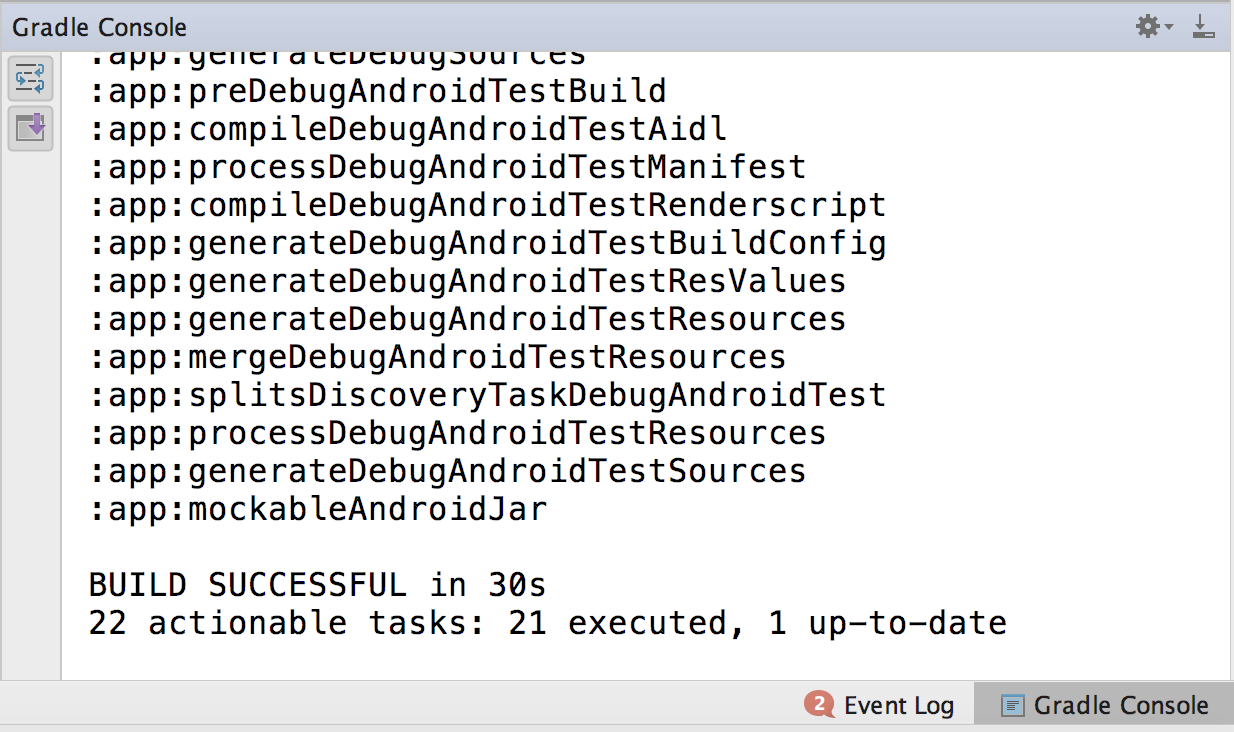 Gradle Console
:app:generateDebugSources
:app:preDebugAndroidTestBuild
:app:compileDebugAndroidTestAidl
:app:processDebugAndroidTestManifest
:app:compileDebugAndroidTestRenderscript
:app:generateDebugAndroidTestBuildConfig
:app:generateDebugAndroidTestResValues
:app:generateDebugAndroidTestResources
:app:mergeDebugAndroidTestResources
:app:splitsDiscoveryTaskDebugAndroidTest
:app:processDebugAndroidTestResources
:app:generateDebugAndroidTestSources
:app:mockableAndroidJar
BUILD SUCCESSFUL in 30s
22 actionable tasks: 21 executed, 1 up-to-date
2 Event Log Gradle Console